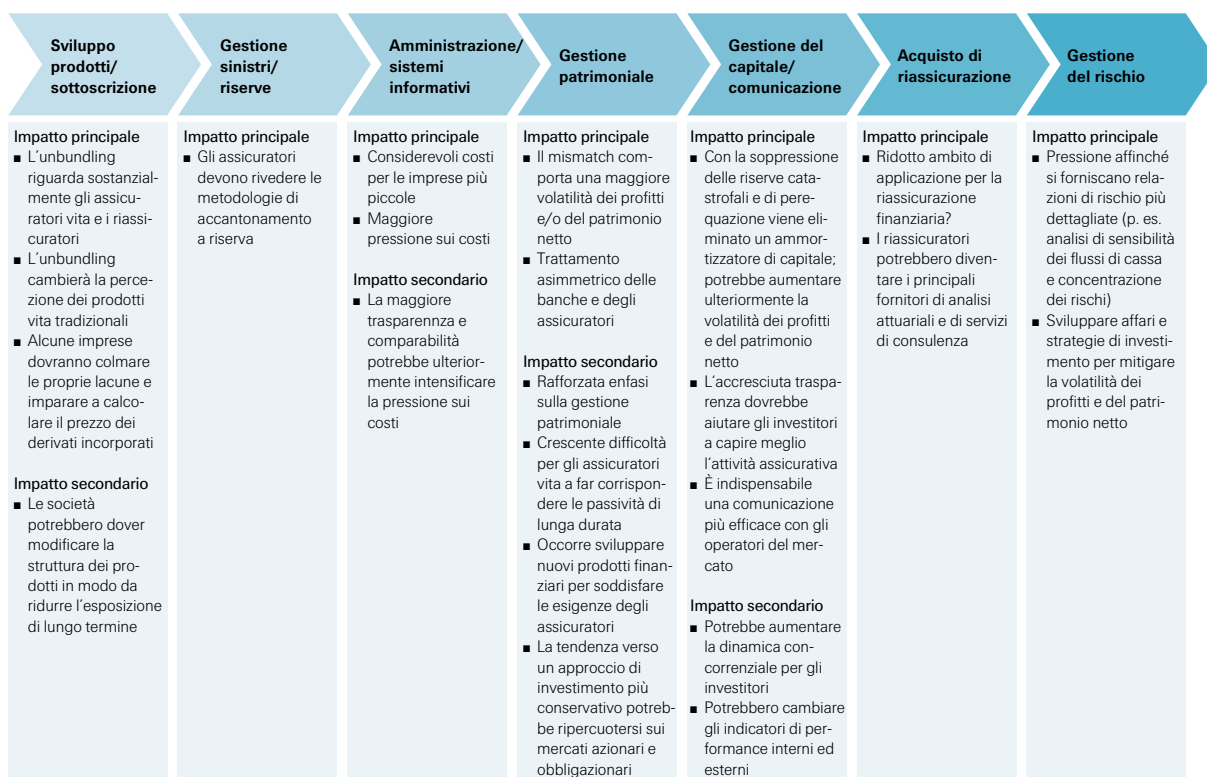 Sviluppo
prodotti/
sottoscrizione
Gestione
sinistri/
riserve
Amministrazione/
sistemi
informativi
Gestione
patrimoniale
Gestione del
capitale/
comunicazione
Acquisto di
riassicurazione
Gestione
del rischio
Impatto principale
■ L'unbundling
riguarda sostanzial-
mente gli assicu-
ratori vita e i riassi-
curatori
■ L'unbundling
cambierà la perce-
zione dei prodotti
vita tradizionali
■ Alcune imprese
dovranno colmare
le proprie lacune e
imparare a calco-
lare il prezzo dei
derivati incorporati
Impatto secondario
■ Le società
potrebbero dover
modificare la
struttura dei pro-
dotti in modo da
ridurre l'esposizione
di lungo termine
Impatto principale
■ Gli assicuratori
devono rivedere le
metodologie di
accantonamento
a riserva
Impatto principale
■ Considerevoli costi
per le imprese più
piccole
■ Maggiore
pressione sui costi
Impatto secondario
■ La maggiore
trasparennza e
comparabilità
potrebbe ulterior-
mente intensificare
la pressione sui
costi
Impatto principale
■ Il mismatch com-
porta una maggiore
volatilità dei profitti
e/o del patrimonio
netto
■ Trattamento
asimmetrico delle
banche e degli
assicuratori
Impatto secondario
■ Rafforzata enfasi
sulla gestione
patrimoniale
■ Crescente difficoltà
per gli assicuratori
vita a far corrispon-
dere le passività di
lunga durata
■ Occorre sviluppare
nuovi prodotti finan-
ziari per soddisfare
le esigenze degli
assicuratori
■ La tendenza verso
un approccio di
investimento più
conservativo potreb-
be ripercuotersi sui
mercati azionari e
obbligazionari
Impatto principale
■ Con la soppressione
delle riserve cata-
strofali e di pere-
quazione viene eli-
minato un ammor-
tizzatore di capitale;
potrebbe aumentare
ulteriormente la
volatilità dei profitti
e del patrimonio
netto
■ L'accresciuta traspa-
renza dovrebbe
aiutare gli investitori
a capire meglio
l'attività assicurativa
■ È indispensabile
una comunicazione
più efficace con gli
operatori del mer-
cato
Impatto secondario
■ Potrebbe aumentare
la dinamica con-
correnziale per gli
investitori
■ Potrebbero cambiare
gli indicatori di per-
formance interni ed
esterni
Impatto principale
■ Ridotto ambito di
applicazione per la
riassicurazione
finanziaria?
■ I riassicuratori
potrebbero diven-
tare i principali
fornitori di analisi
attuariali e di servizi
di consulenza
Impatto principale
■ Pressione affinché
si forniscano rela-
zioni di rischio più
dettagliate (p. es.
analisi di sensibilità
dei flussi di cassa
e concentrazione
dei rischi)
■ Sviluppare affari e
strategie di investi-
mento per mitigare
la volatilità dei
profitti e del patri-
monio netto